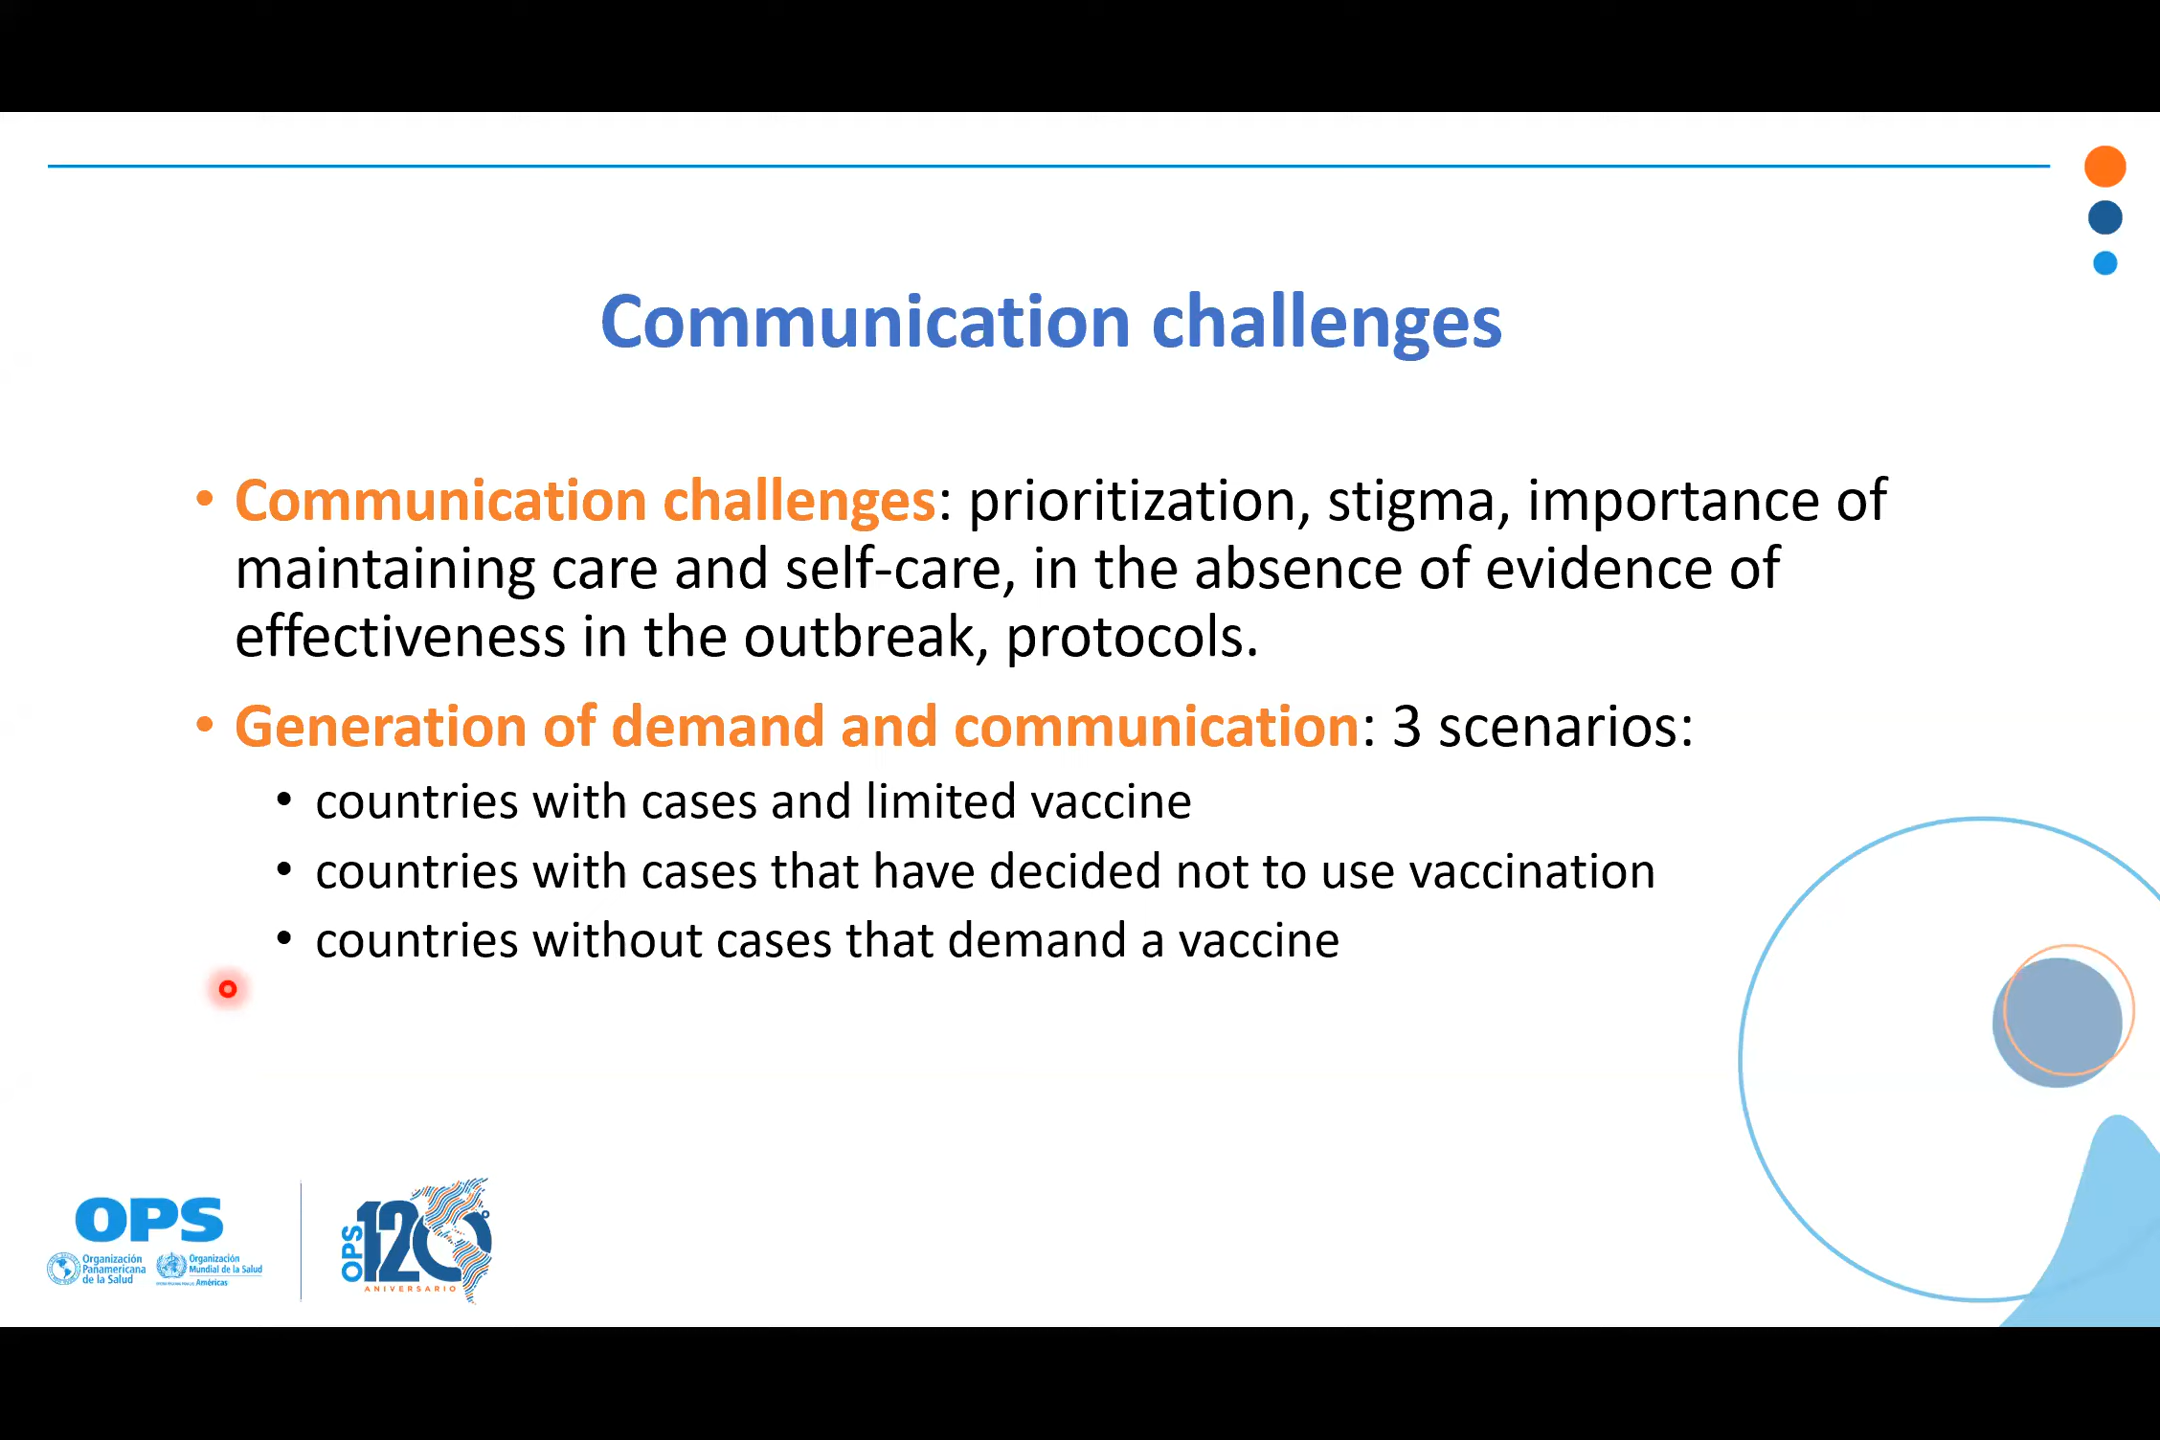 Communication challenges
• Communication challenges: prioritization, stigma, importance of
maintaining care and self-care, in the absence of evidence of
effectiveness in the outbreak, protocols.
• Generation of demand and communication: 3 scenarios:
• countries with cases and limited vaccine
• countries with cases that have decided not to use vaccination
• countries without cases that demand a vaccine
OPS
Organización
Panamericana
de la Salud
Organización
Mundial de la Salud
Américas
OPS
120
ANIVERSARIO